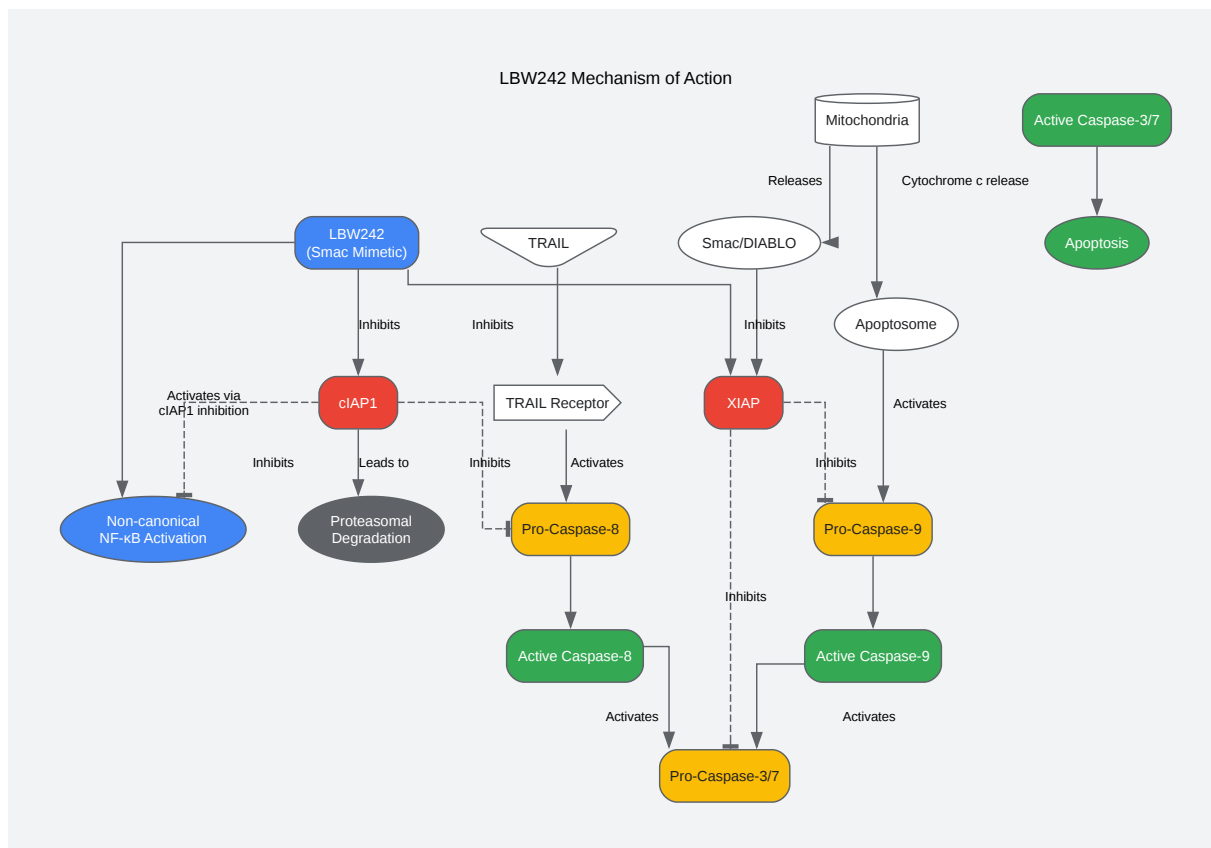 LBW242 Mechanism of Action
Mitochondria
Active Caspase-3/7
Releases
Cytochrome c release
LBW242
(Smac Mimetic)
TRAIL
Smac/DIABLO
Apoptosis
Inhibits
Inhibits
Inhibits
Apoptosome
Activates via
cIAP1 inhibition
cIAP1
TRAIL Receptor
XIAP
Activates
Inhibits
Leads to
Inhibits
Activates
Inhibits
Non-canonical
NF-κB Activation
Proteasomal
Degradation
Pro-Caspase-8
Pro-Caspase-9
Inhibits
Active Caspase-8
Active Caspase-9
Activates
Activates
Pro-Caspase-3/7